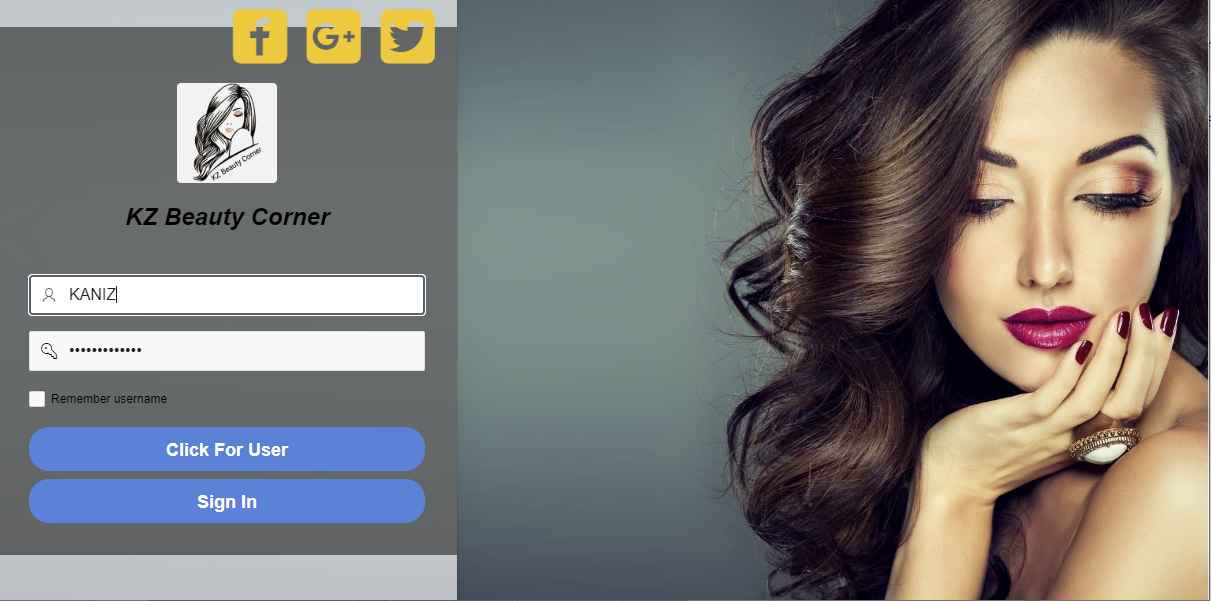 KZ Beauty Corner
KZ Beauty Corner
KANIZ
•••••••••••••
Remember username
Click For User
Sign In